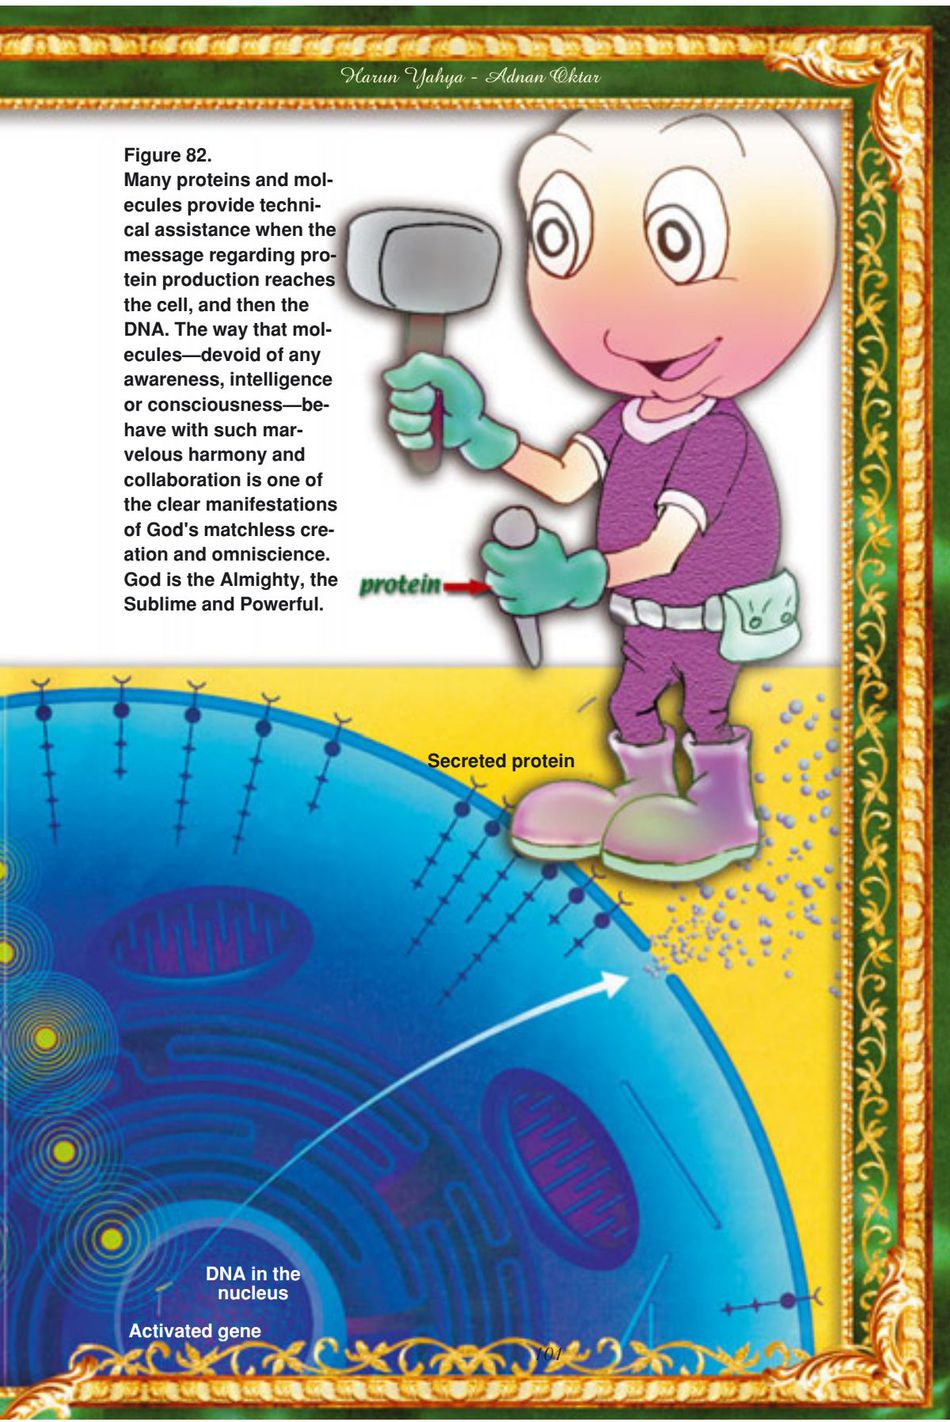 Harun Yahya - Adnan Oktar
Figure 82.
Many proteins and mol-
ecules provide techni-
cal assistance when the
message regarding pro-
tein production reaches
the cell, and then the
DNA. The way that mol-
ecules—devoid of any
awareness, intelligence
or consciousness—be-
have with such mar-
velous harmony and
collaboration is one of
the clear manifestations
of God's matchless cre-
ation and omniscience.
God is the Almighty, the
Sublime and Powerful.
protein
Secreted protein
DNA in the
nucleus
Activated gene
101